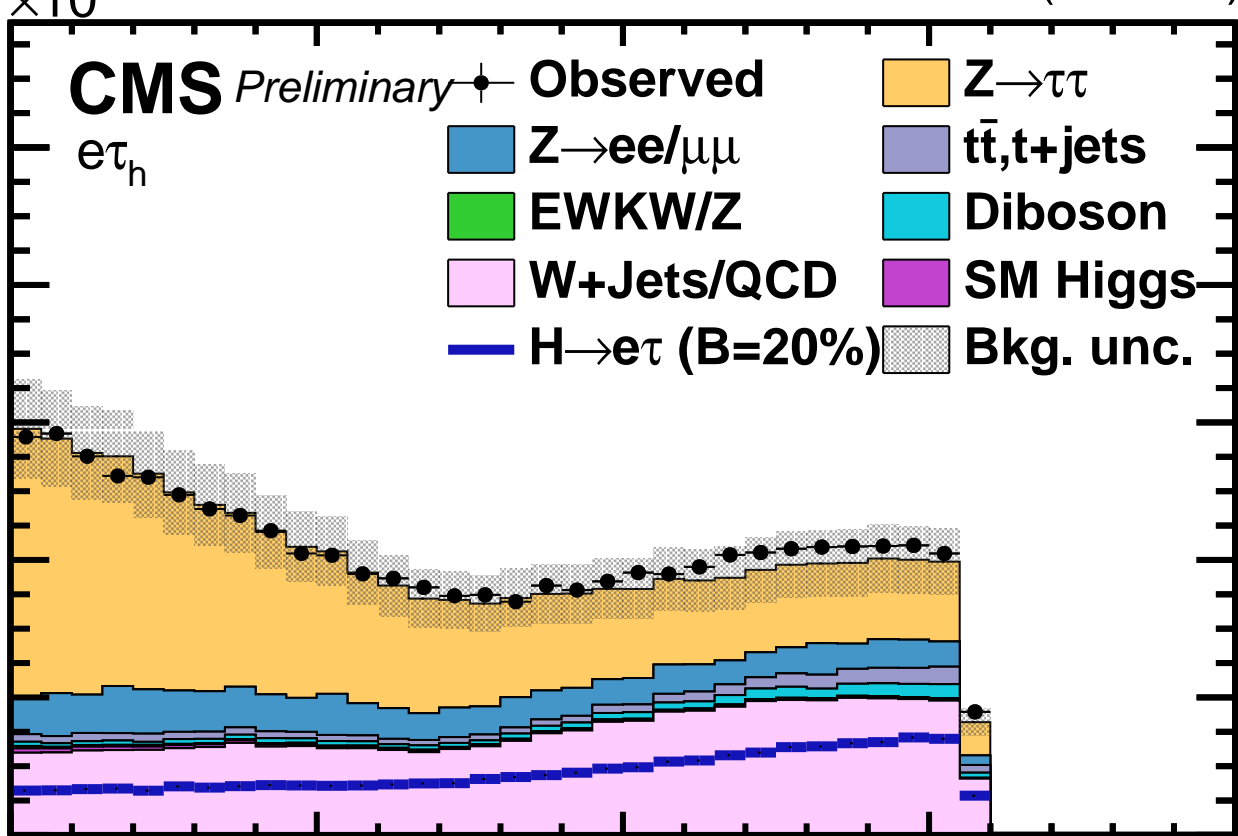 ×10
CMS Preliminary Observed Z→ττ
eτh Z→ee/μμ tt̄,t+jets
EWKW/Z Diboson
W+Jets/QCD SM Higgs
H→eτ (B=20%) Bkg. unc.